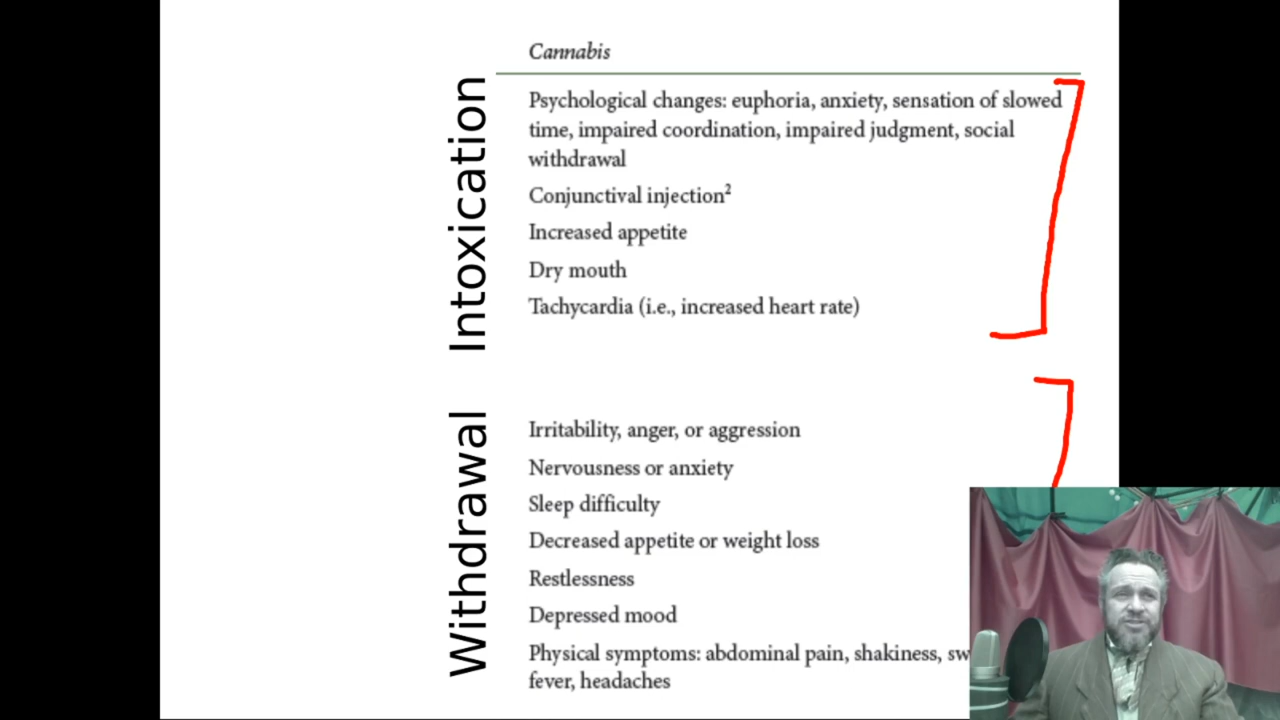 Cannabis
Intoxication
Psychological changes: euphoria, anxiety, sensation of slowed
time, impaired coordination, impaired judgment, social
withdrawal
Conjunctival injection²
Increased appetite
Dry mouth
Tachycardia (i.e., increased heart rate)
Withdrawal
Irritability, anger, or aggression
Nervousness or anxiety
Sleep difficulty
Decreased appetite or weight loss
Restlessness
Depressed mood
Physical symptoms: abdominal pain, shakiness,
fever, headaches